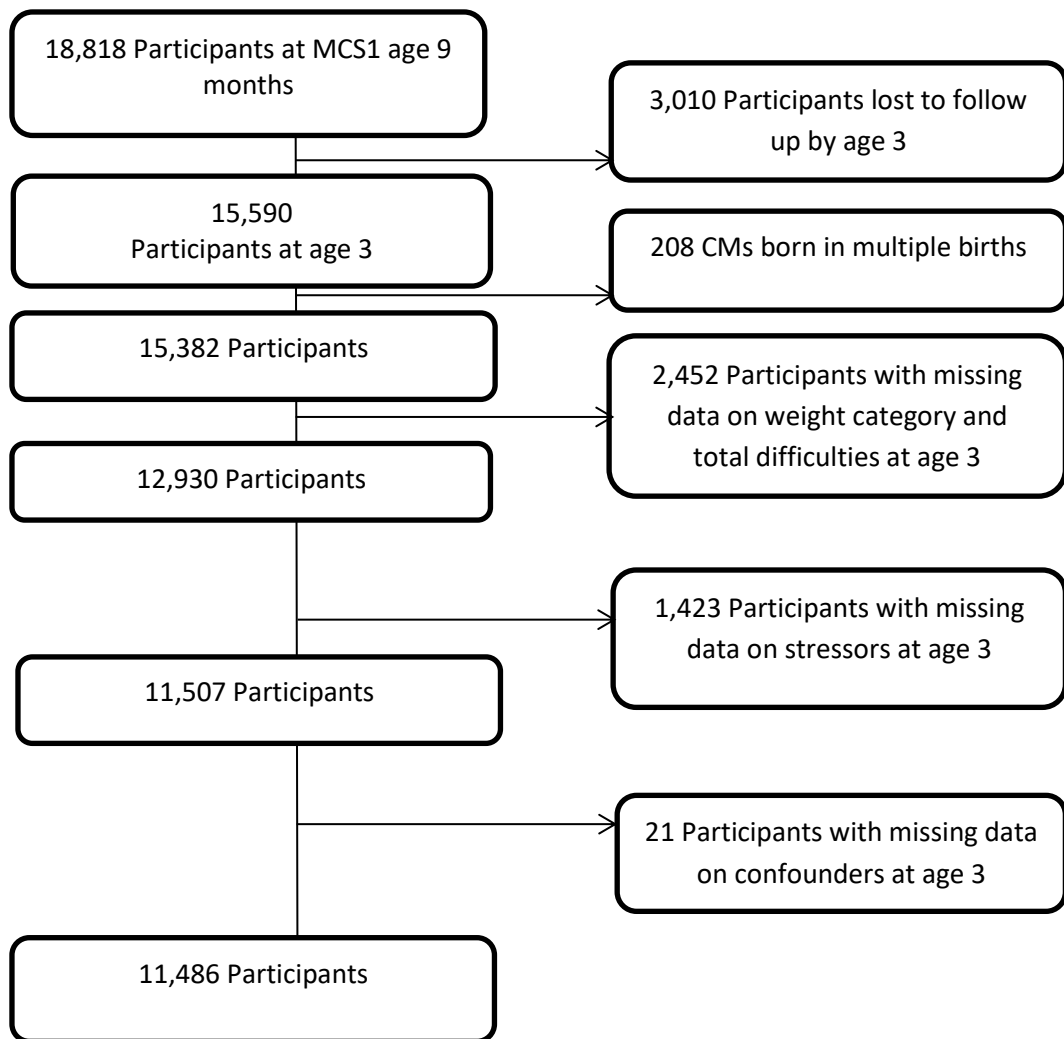 18,818 Participants at MCS1 age 9
months
3,010 Participants lost to follow
up by age 3
15,590
Participants at age 3
208 CMs born in multiple births
15,382 Participants
2,452 Participants with missing
data on weight category and
total difficulties at age 3
12,930 Participants
1,423 Participants with missing
data on stressors at age 3
11,507 Participants
21 Participants with missing data
on confounders at age 3
11,486 Participants